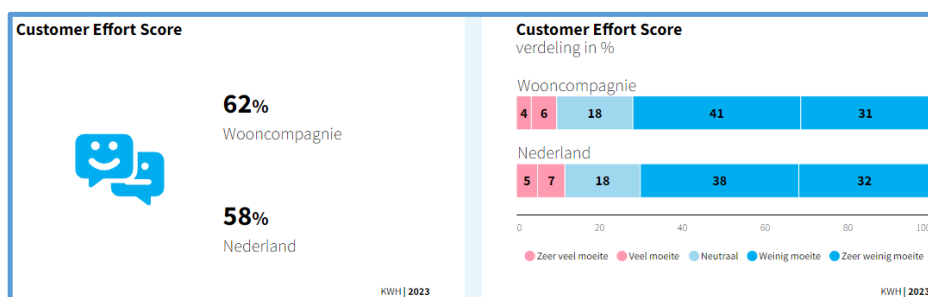 Customer Effort Score
62%
Wooncompagnie
58%
Nederland
KWH | 2023
Customer Effort Score
verdeling in %
Wooncompagnie
4 6 18 41 31
Nederland
5 7 18 38 32
0 20 40 60 80 100
Zeer veel moeite Veel moeite Neutraal Weinig moeite Zeer weinig moeite
KWH | 2023